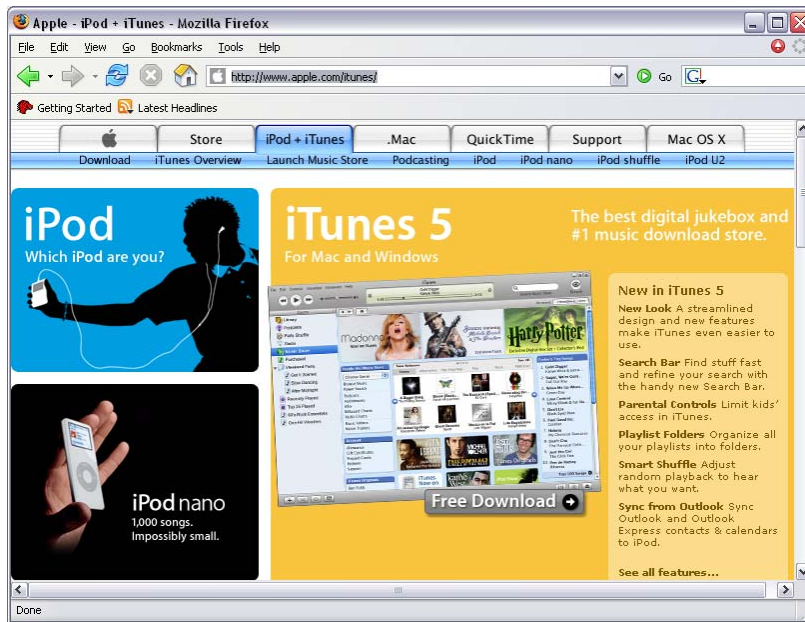 Apple - iPod + iTunes - Mozilla Firefox
File Edit View Go Bookmarks Tools Help
http://www.apple.com/itunes/ Go G
Getting Started Latest Headlines
Store iPod + iTunes .Mac QuickTime Support Mac OS X
Download iTunes Overview Launch Music Store Podcasting iPod iPod nano iPod shuffle iPod U2
iPod
Which iPod are you?
iPod nano
1,000 songs.
Impossibly small.
iTunes 5
For Mac and Windows
The best digital jukebox and
#1 music download store.
Madonna
Harry Potter
Free Download
New in iTunes 5
New Look A streamlined
design and new features
make iTunes even easier to
use.
Search Bar Find stuff fast
and refine your search with
the handy new Search Bar.
Parental Controls Limit kids'
access in iTunes.
Playlist Folders Organize all
your playlists into folders.
Smart Shuffle Adjust
random playback to hear
what you want.
Sync from Outlook Sync
Outlook and Outlook
Express contacts & calendars
to iPod.
See all features...
Done